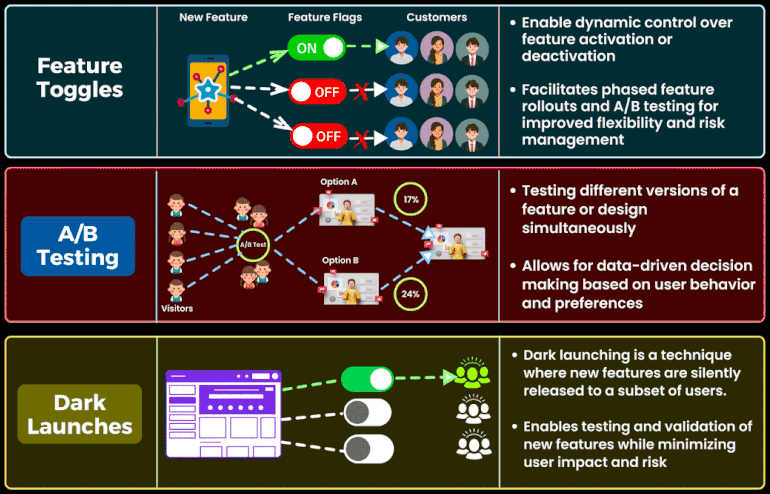 New Feature
Feature Flags
Customers
Feature
Toggles
ON
OFF
OFF
• Enable dynamic control over
feature activation or
deactivation
• Facilitates phased feature
rollouts and A/B testing for
improved flexibility and risk
management
A/B
Testing
Visitors
A/B Test
Option A
17%
Option B
24%
• Testing different versions of a
feature or design
simultaneously
• Allows for data-driven decision
making based on user behavior
and preferences
Dark
Launches
• Dark launching is a technique
where new features are silently
released to a subset of users.
• Enables testing and validation of
new features while minimizing
user impact and risk